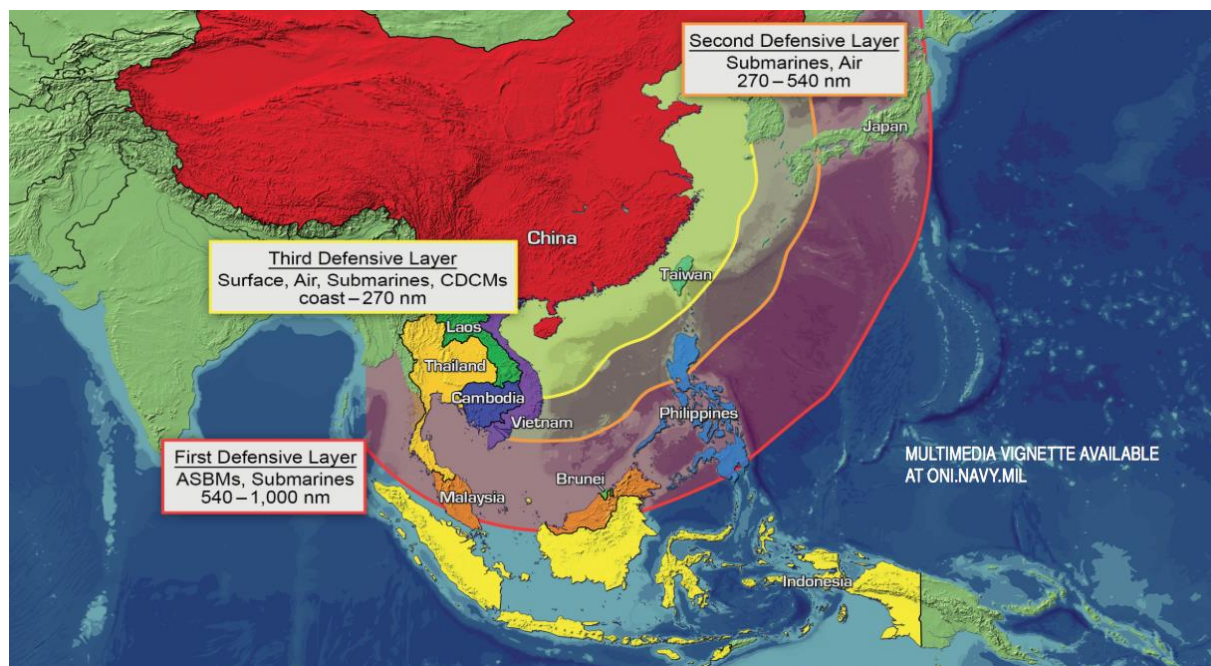 Second Defensive Layer
Submarines, Air
270 – 540 nm
Japan
China
Third Defensive Layer
Surface, Air, Submarines, CDCMs
coast – 270 nm
Taiwan
Laos
Thailand
Cambodia
Vietnam
Philippines
First Defensive Layer
ASBMs, Submarines
540 – 1,000 nm
MULTIMEDIA VIGNETTE AVAILABLE
AT ONI.NAVY.MIL
Brunei
Malaysia
Indonesia